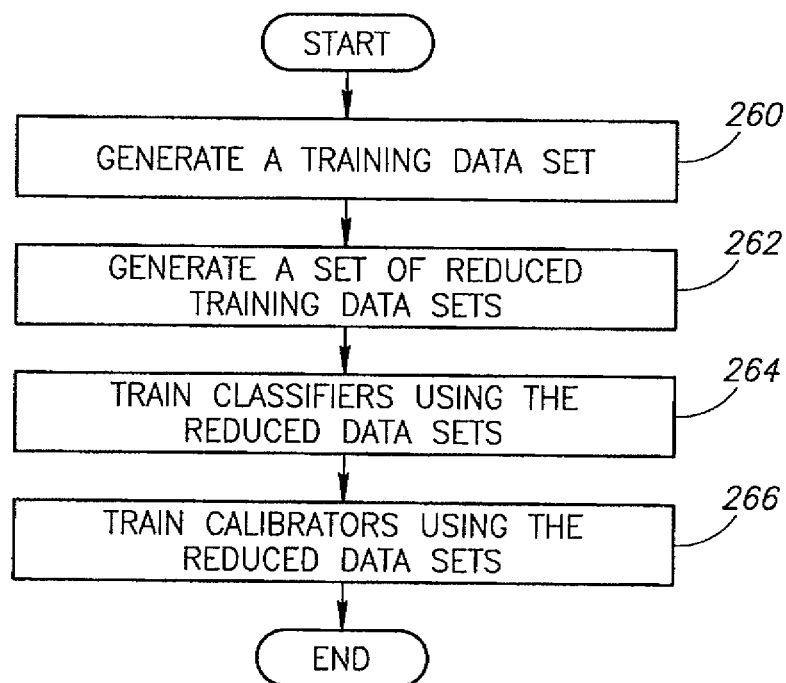 START
GENERATE A TRAINING DATA SET
260
GENERATE A SET OF REDUCED
TRAINING DATA SETS
262
TRAIN CLASSIFIERS USING THE
REDUCED DATA SETS
264
TRAIN CALIBRATORS USING THE
REDUCED DATA SETS
266
END